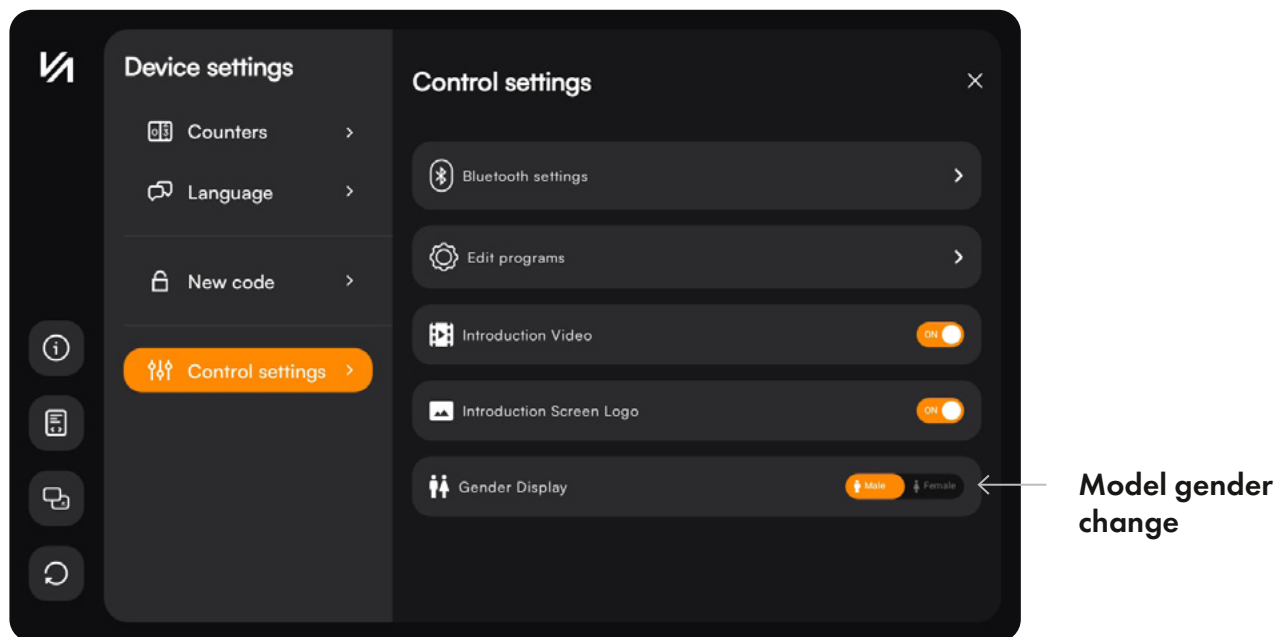 Device settings
Counters
Language
New code
Control settings
Control settings
Bluetooth settings
Edit programs
Introduction Video
ON
Introduction Screen Logo
ON
Gender Display
Male
Female
Model gender
change